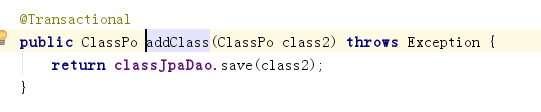 @Transactional
public ClassPo addClass(ClassPo class2) throws Exception {
return classJpaDao.save(class2);
}